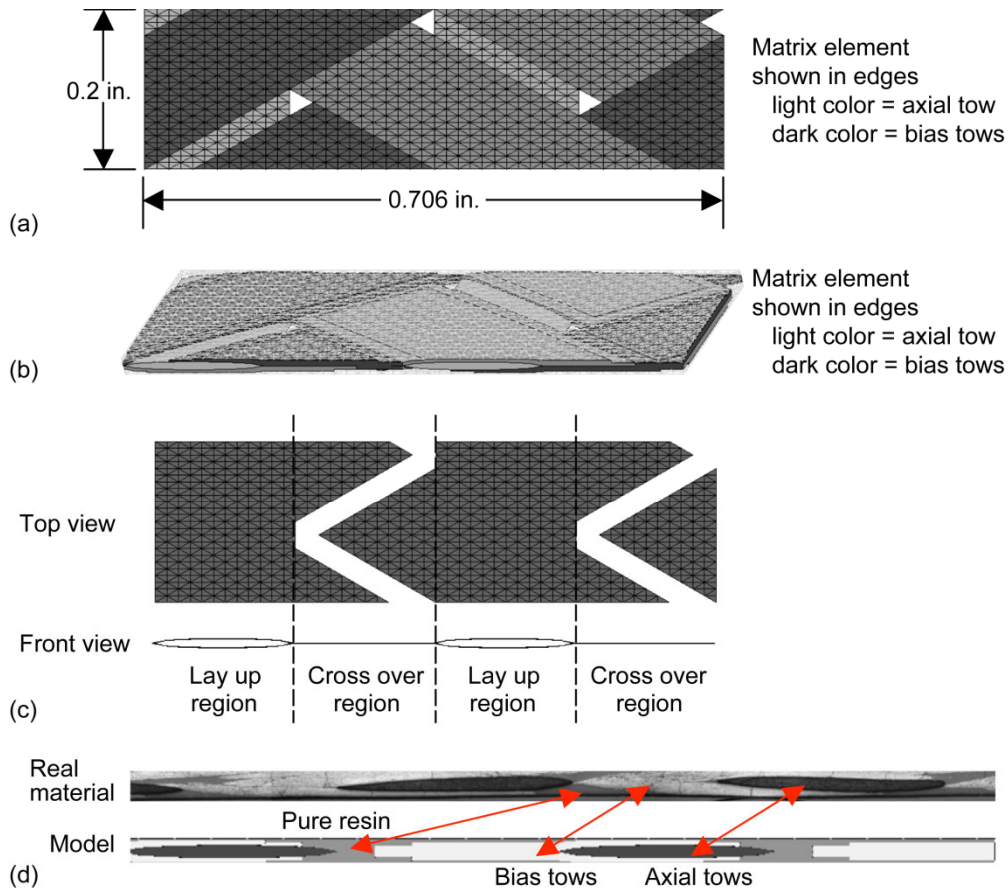 0.2 in.
0.706 in.
Matrix element
shown in edges
light color = axial tow
dark color = bias tows
(a)
Matrix element
shown in edges
light color = axial tow
dark color = bias tows
(b)
Top view
Front view
Lay up
region
Cross over
region
Lay up
region
Cross over
region
(c)
Real
material
Pure resin
Model
Bias tows
Axial tows
(d)